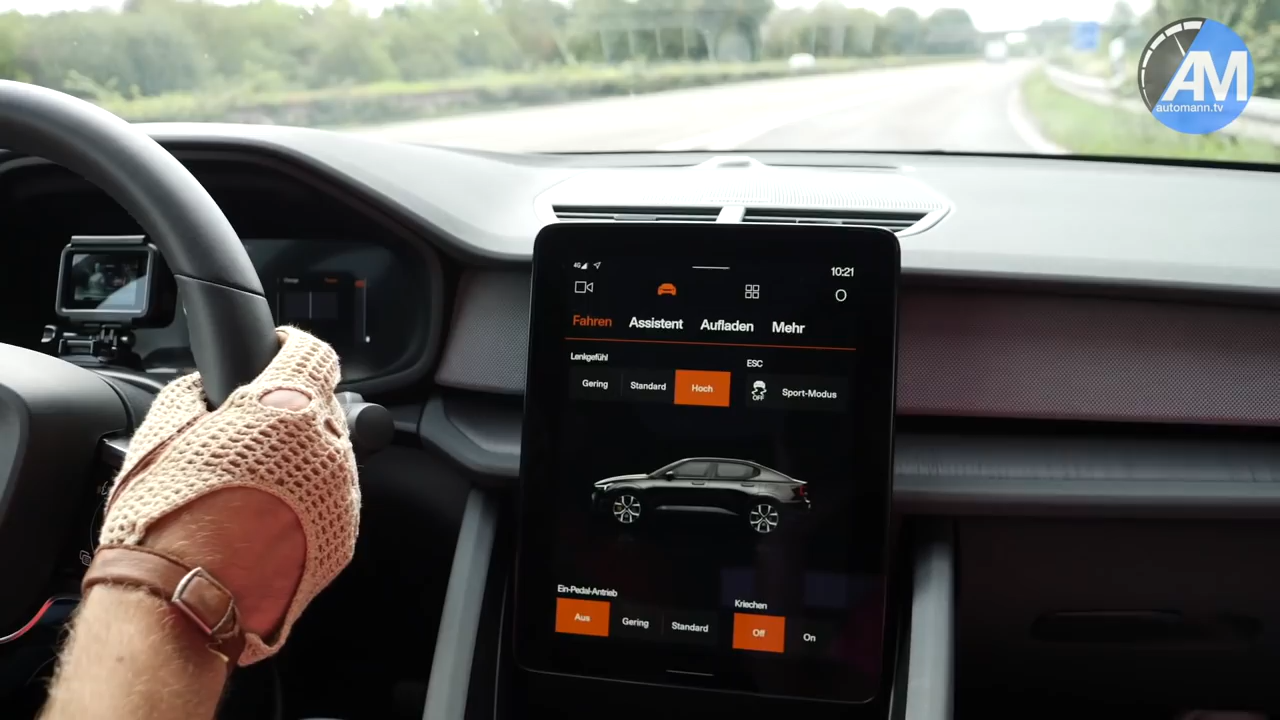 AM
automann.tv
4G
10:21
Fahren Assistent Aufladen Mehr
Lenkgefühl
ESC
Gering Standard Hoch
OFF
Sport-Modus
Ein-Pedal-Antrieb
Kriechen
Aus Gering Standard
Off On